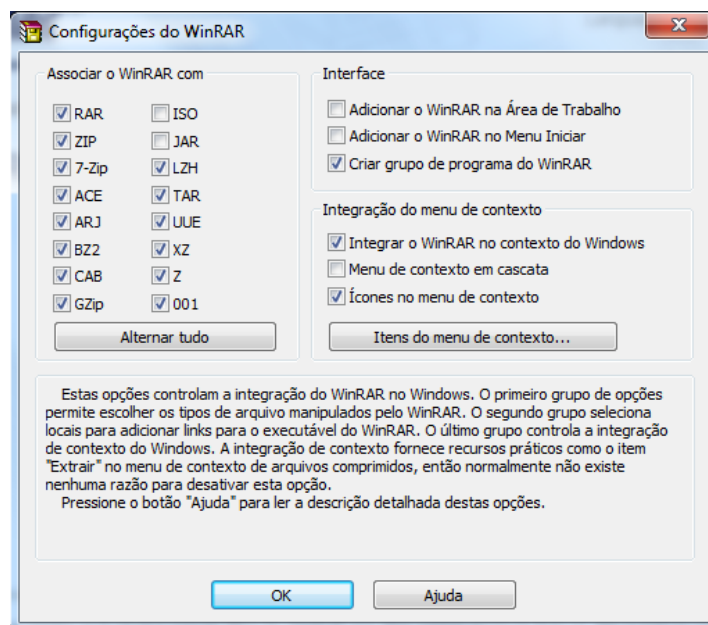 Configurações do WinRAR
Associar o WinRAR com
RAR
ISO
ZIP
JAR
7-Zip
LZH
ACE
TAR
ARJ
UUE
BZ2
XZ
CAB
Z
GZip
001
Alternar tudo
Interface
Adicionar o WinRAR na Área de Trabalho
Adicionar o WinRAR no Menu Iniciar
Criar grupo de programa do WinRAR
Integração do menu de contexto
Integrar o WinRAR no contexto do Windows
Menu de contexto em cascata
Ícones no menu de contexto
Itens do menu de contexto...
Estas opções controlam a integração do WinRAR no Windows. O primeiro grupo de opções
permite escolher os tipos de arquivo manipulados pelo WinRAR. O segundo grupo seleciona
locais para adicionar links para o executável do WinRAR. O último grupo controla a integração
de contexto do Windows. A integração de contexto fornece recursos práticos como o item
"Extrair" no menu de contexto de arquivos comprimidos, então normalmente não existe
nenhuma razão para desativar esta opção.
Pressione o botão "Ajuda" para ler a descrição detalhada destas opções.
OK
Ajuda